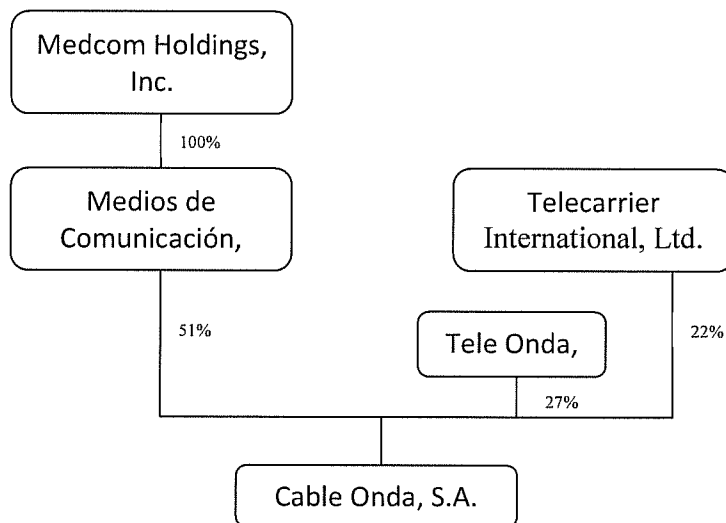 Medcom Holdings,
Inc.
100%
Medios de
Comunicación,
Telecarrier
International, Ltd.
51%
22%
Tele Onda,
27%
Cable Onda, S.A.